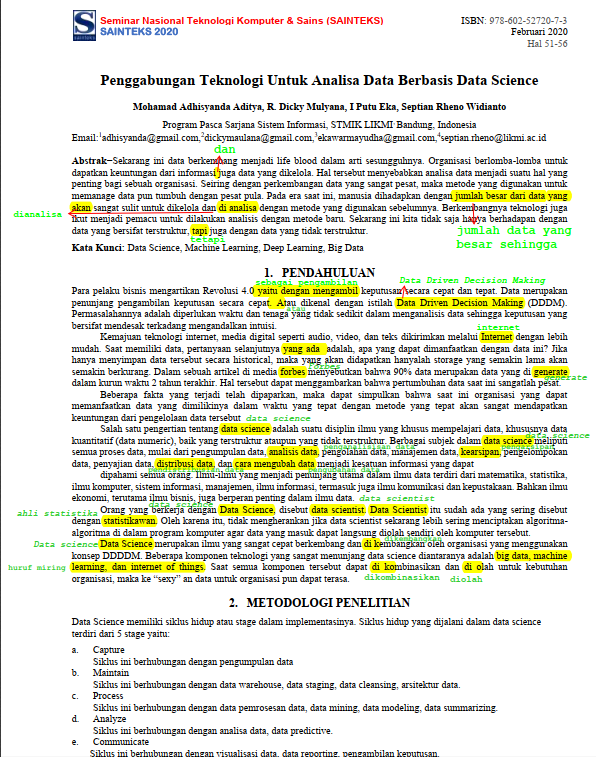 Seminar Nasional Teknologi Komputer & Sains (SAINTEKS)
SAINTEKS 2020
ISBN: 978-602-52720-7-3
Februari 2020
Hal 51-56
Penggabungan Teknologi Untuk Analisa Data Berbasis Data Science
Mohamad Adhisyanda Aditya, R. Dicky Mulyana, I Putu Eka, Septian Rheno Widianto
Program Pasca Sarjana Sistem Informasi, STMIK LIKMI, Bandung, Indonesia
Email:1adhisyanda@gmail.com,2dickymaulana@gmail.com,3ekawarmayudha@gmail.com,4septian.rheno@likmi.ac.id
dan
Abstrak−Sekarang ini data berkembang menjadi life blood dalam arti sesungguhnya. Organisasi berlomba-lomba untuk
dapatkan keuntungan dari informasi juga data yang dikelola. Hal tersebut menyebabkan analisa data menjadi suatu hal yang
penting bagi sebuah organisasi. Seiring dengan perkembangan data yang sangat pesat, maka metode yang digunakan untuk
memanage data pun tumbuh dengan pesat pula. Pada era saat ini, manusia dihadapkan dengan jumlah besar dari data yang
akan sangat sulit untuk dikelola dan di analisa dengan metode yang digunakan sebelumnya. Berkembangnya teknologi juga
dianalisa
ikut menjadi pemacu untuk dilakukan analisis dengan metode baru. Sekarang ini kita tidak saja hanya berhadapan dengan
data yang bersifat terstruktur, tapi juga dengan data yang tidak terstruktur.
jumlah data yang
besar sehingga
tetapi
Kata Kunci: Data Science, Machine Learning, Deep Learning, Big Data
1. PENDAHULUAN
sebagai pengambilan
Data Driven Decision Making
Para pelaku bisnis mengartikan Revolusi 4.0 yaitu dengan mengambil keputusan secara cepat dan tepat. Data merupakan
penunjang pengambilan keputusan secara cepat. Atau dikenal dengan istilah Data Driven Decision Making (DDDM).
atau
Permasalahannya adalah diperlukan waktu dan tenaga yang tidak sedikit dalam menganalisis data sehingga keputusan yang
bersifat mendesak terkadang mengandalkan intuisi.
internet
Kemajuan teknologi internet, media digital seperti audio, video, dan teks dikirimkan melalui Internet dengan lebih
mudah. Saat memiliki data, pertanyaan selanjutnya yang ada adalah, apa yang dapat dimanfaatkan dengan data ini? Jika
hanya menyimpan data tersebut secara historical, maka yang akan didapatkan hanyalah storage yang semakin lama akan
semakin berkurang. Dalam sebuah artikel di media forbes menyebutkan bahwa 90% data merupakan data yang di generate
Forbes
generate
dalam kurun waktu 2 tahun terakhir. Hal tersebut dapat menggambarkan bahwa pertumbuhan data saat ini sangatlah pesat.
Beberapa fakta yang terjadi telah dipaparkan, maka dapat simpulkan bahwa saat ini organisasi yang dapat
memanfaatkan data yang dimilikinya dalam waktu yang tepat dengan metode yang tepat akan sangat mendapatkan
keuntungan dari pengelolaan data tersebut
data science
Salah satu pengertian tentang data science adalah suatu disiplin ilmu yang khusus mempelajari data, khususnya data
kuantitatif (data numeric), baik yang terstruktur ataupun yang tidak terstruktur. Berbagai subjek dalam data science meliputi
data science
semua proses data, mulai dari pengumpulan data, analisis data, pengolahan data, manajemen data, kearsipan, pengelompokan
data, penyajian data, distribusi data, dan cara mengubah data menjadi kesatuan informasi yang dapat
dipahami semua orang. Ilmu-ilmu yang menjadi penunjang utama dalam ilmu data terdiri dari matematika, statistika,
ilmu komputer, sistem informasi, manajemen, ilmu informasi, termasuk juga ilmu komunikasi dan kepustakaan. Bahkan ilmu
ekonomi, terutama ilmu bisnis, juga berperan penting dalam ilmu data.
data scientist
data science
Orang yang berkerja dengan Data Science, disebut data scientist. Data Scientist itu sudah ada yang sering disebut
ahli statistika
dengan statistikawan. Oleh karena itu, tidak mengherankan jika data scientist sekarang lebih sering menciptakan algoritma-
algoritma di dalam program komputer agar data yang masuk dapat langsung diolah sendiri oleh komputer tersebut.
dikembangkan
Data science
Data Science merupakan ilmu yang sangat cepat berkembang dan di kembangkan oleh organisasi yang menggunakan
konsep DDDDM. Beberapa komponen teknologi yang sangat menunjang data science diantaranya adalah big data, machine
huruf miring
learning, dan internet of things. Saat semua komponen tersebut dapat di kombinasikan dan di olah untuk kebutuhan
organisasi, maka ke “sexy” an data untuk organisasi pun dapat terasa.
dikombinasikan
diolah
2. METODOLOGI PENELITIAN
Data Science memiliki siklus hidup atau stage dalam implementasinya. Siklus hidup yang dijalani dalam data science
terdiri dari 5 stage yaitu:
a. Capture
Siklus ini berhubungan dengan pengumpulan data
b. Maintain
Siklus ini berhubungan dengan data warehouse, data staging, data cleansing, arsitektur data.
c. Process
Siklus ini berhubungan dengan data pemrosesan data, data mining, data modeling, data summarizing.
d. Analyze
Siklus ini berhubungan dengan analisa data, data predictive.
e. Communicate
Siklus ini berhubungan dengan visualisasi data, data reporting, pengambilan keputusan.